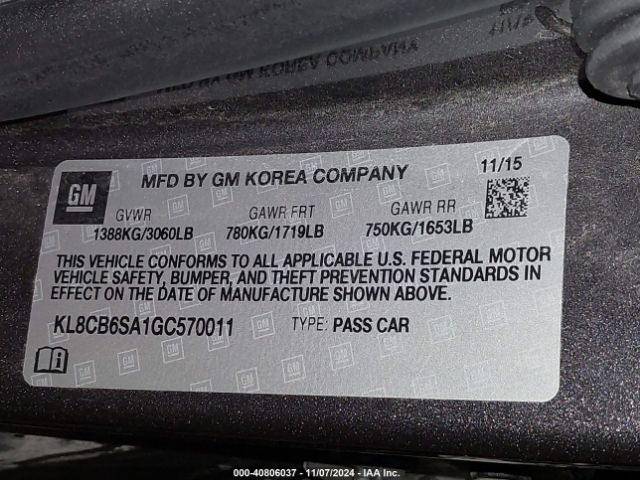 GM
MFD BY GM KOREA COMPANY
11/15
GVWR GAWR FRT GAWR RR
1388KG/3060LB 780KG/1719LB 750KG/1653LB
THIS VEHICLE CONFORMS TO ALL APPLICABLE U.S. FEDERAL MOTOR
VEHICLE SAFETY, BUMPER, AND THEFT PREVENTION STANDARDS IN
EFFECT ON THE DATE OF MANUFACTURE SHOWN ABOVE.
KL8CB6SA1GC570011 TYPE: PASS CAR
000-40806037 - 11/07/2024 - IAA Inc.